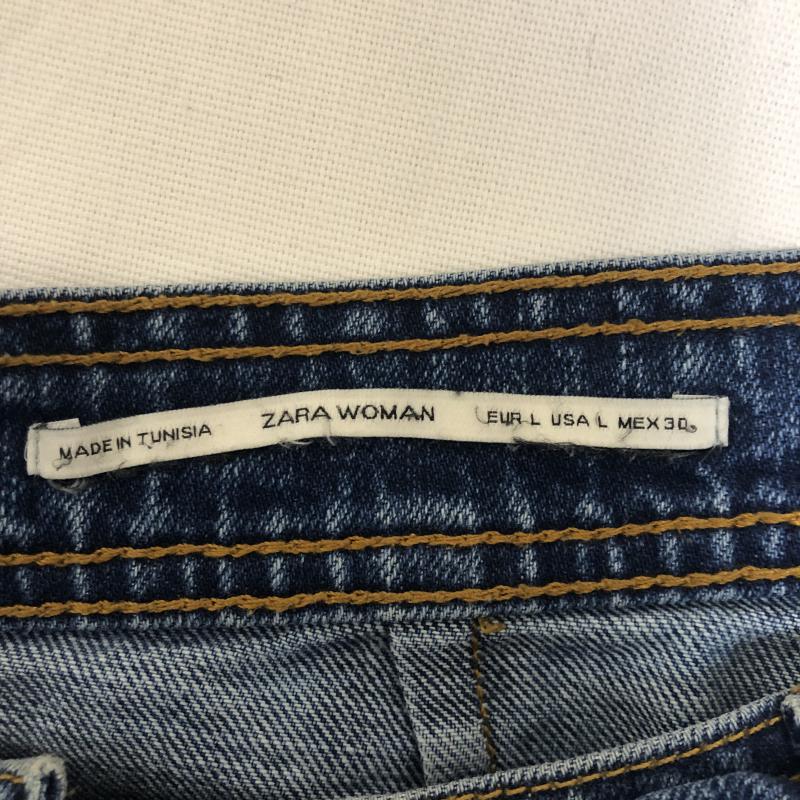 MADE IN TUNISIA ZARA WOMAN EUR L USA L MEX 30